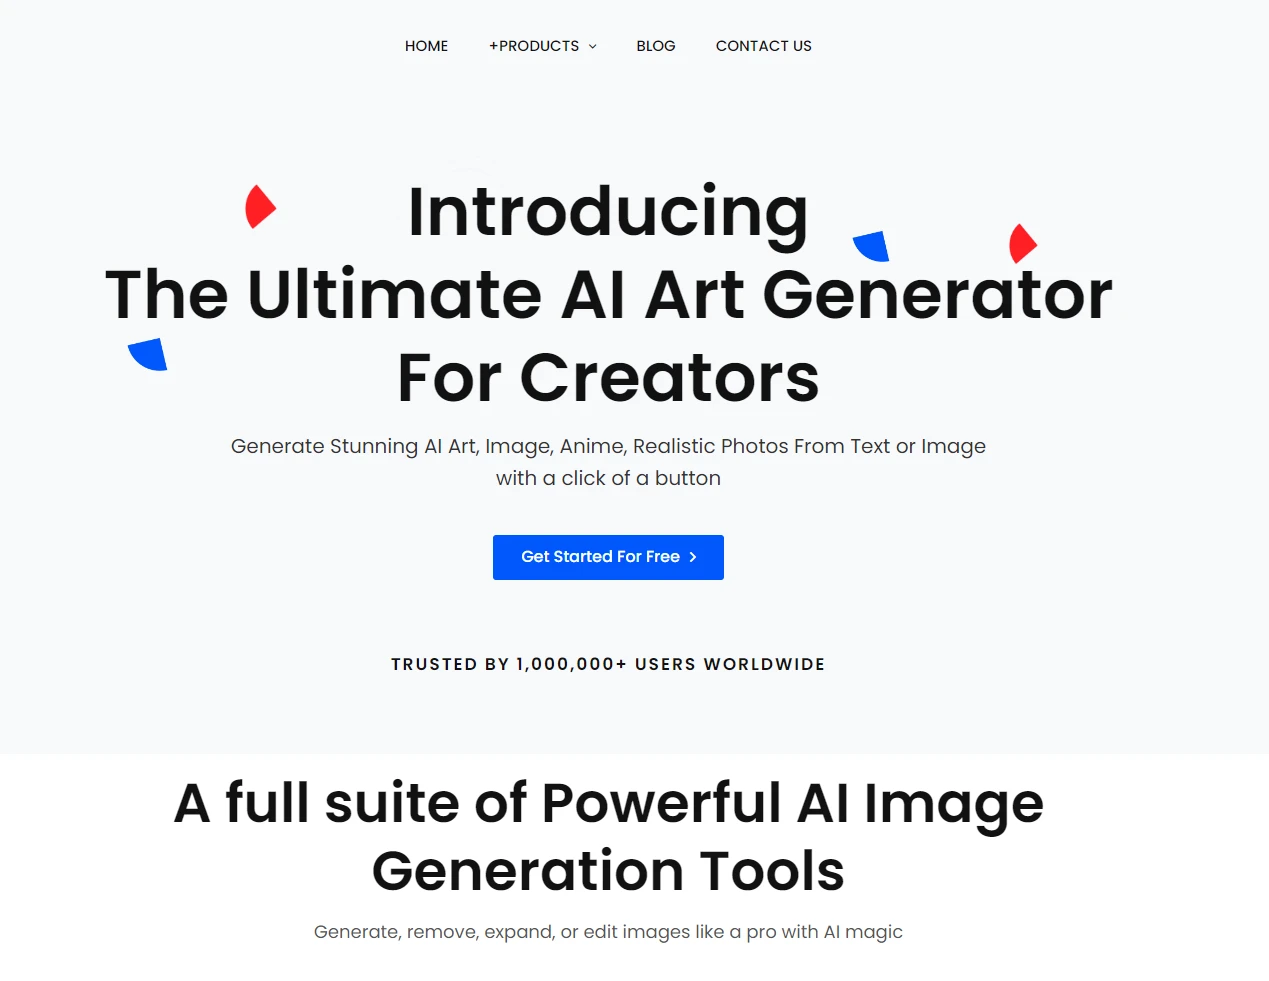 HOME +PRODUCTS BLOG CONTACT US
Introducing
The Ultimate AI Art Generator
For Creators
Generate Stunning AI Art, Image, Anime, Realistic Photos From Text or Image
with a click of a button
Get Started For Free
TRUSTED BY 1,000,000+ USERS WORLDWIDE
A full suite of Powerful AI Image
Generation Tools
Generate, remove, expand, or edit images like a pro with AI magic